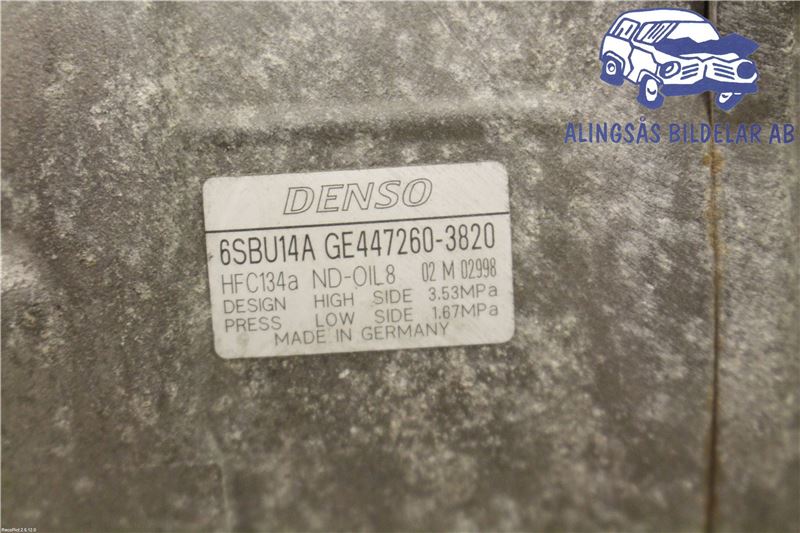 ALINGSÅS BILDELAR AB
DENSO
6SBU14A GE447260-3820
HFC134a ND-OIL8 02 M 02998
DESIGN HIGH SIDE 3.53MPa
PRESS LOW SIDE 1.67MPa
MADE IN GERMANY